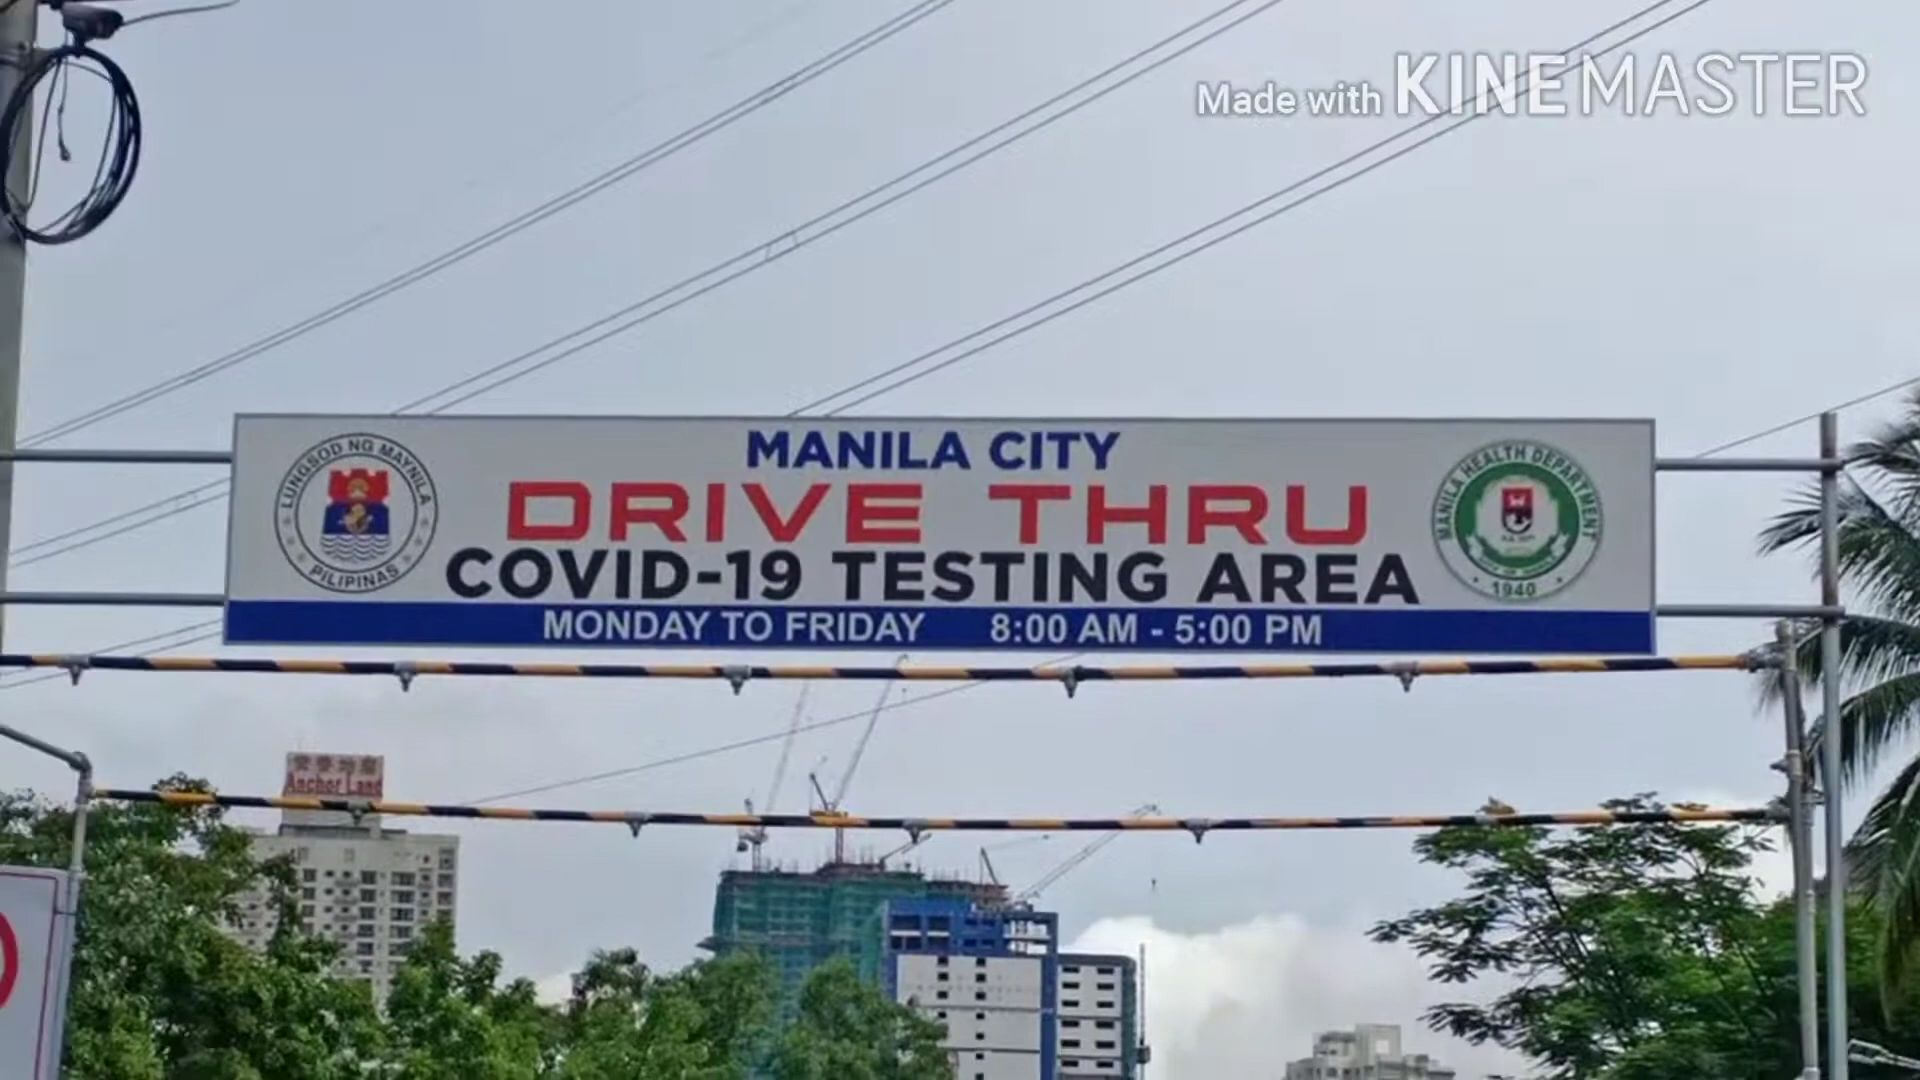 Made with KINEMASTER
LUNGSOD NG MAYNILA
PILIPINAS
MANILA CITY
DRIVE THRU
COVID-19 TESTING AREA
MONDAY TO FRIDAY 8:00 AM - 5:00 PM
MANILA HEALTH DEPARTMENT
1940
Anchor Land